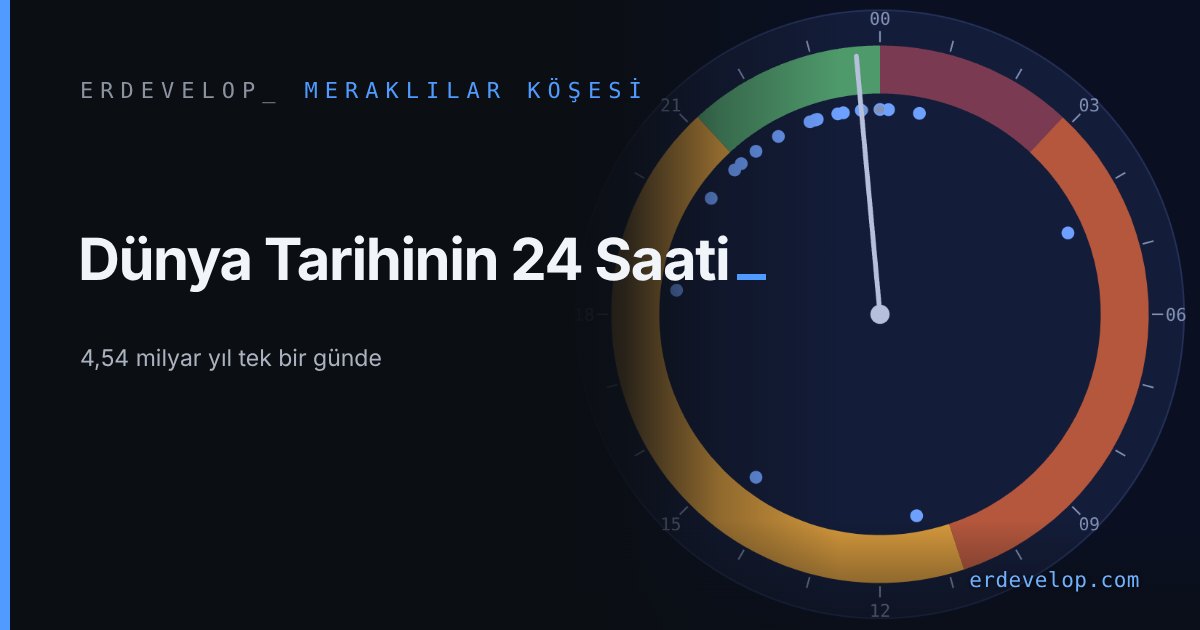 ERDEVELOP_ MERAKLILAR KÖŞESİ
Dünya Tarihinin 24 Saati_
4,54 milyar yıl tek bir günde
00
03
06
09
12
15
18
21
erdevelop.com